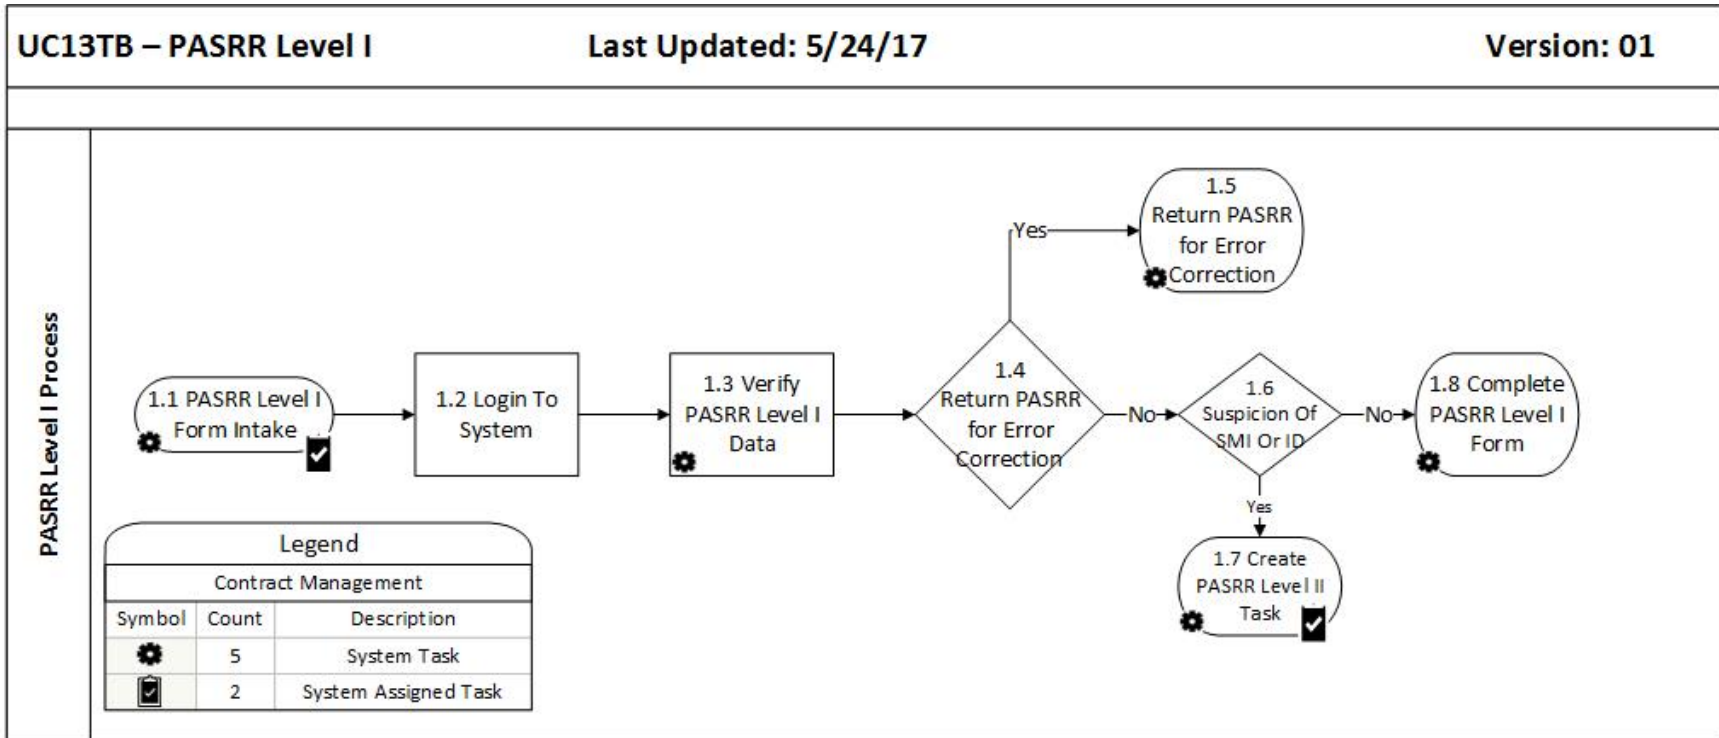 UC13TB – PASRR Level I
Last Updated: 5/24/17
Version: 01
PASRR Level I Process
1.1 PASRR Level I
Form Intake
1.2 Login To
System
1.3 Verify
PASRR Level I
Data
1.4
Return PASRR
for Error
Correction
Yes
1.5
Return PASRR
for Error
Correction
No
1.6
Suspicion Of
SMI Or ID
No
1.8 Complete
PASRR Level I
Form
Yes
1.7 Create
PASRR Level II
Task
Legend
Contract Management
Symbol Count Description
5 System Task
2 System Assigned Task